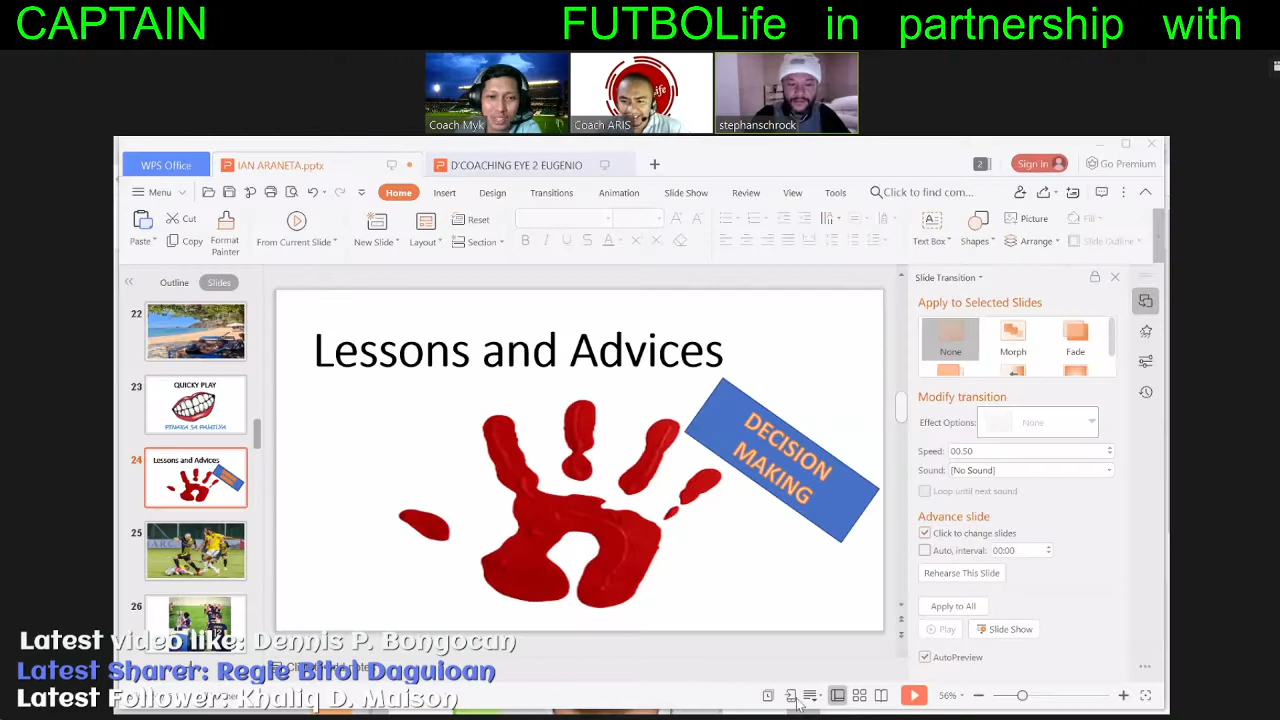 CAPTAIN FUTBOLife in partnership with
Coach Myk
Coach ARIS
stephanschrock
WPS Office
IAN ARANETA.pptx
D'COACHING EYE 2 EUGENIO
2
Sign in
Go Premium
Menu
Home
Insert
Design
Transitions
Animation
Slide Show
Review
View
Tools
Click to find com...
Paste
Cut
Copy
Format
Painter
From Current Slide
New Slide
Layout
Reset
Section
B I U S A
Text Box
Shapes
Picture
Arrange
Fill
Slide Outline
Outline
Slides
22
23
QUICKY PLAY
24
Lessons and Advices
25
26
Lessons and Advices
DECISION
MAKING
Slide Transition
Apply to Selected Slides
None
Morph
Fade
Modify transition
Effect Options:
None
Speed: 00.50
Sound: [No Sound]
Loop until next sound
Advance slide
Click to change slides
Auto, interval: 00:00
Rehearse This Slide
Apply to All
Play
Slide Show
AutoPreview
56%
Latest video like: Dennis P. Bongocan
Latest Sharer: Regie Bitol Daguioan
Latest Follower: Khaliq D. Maison